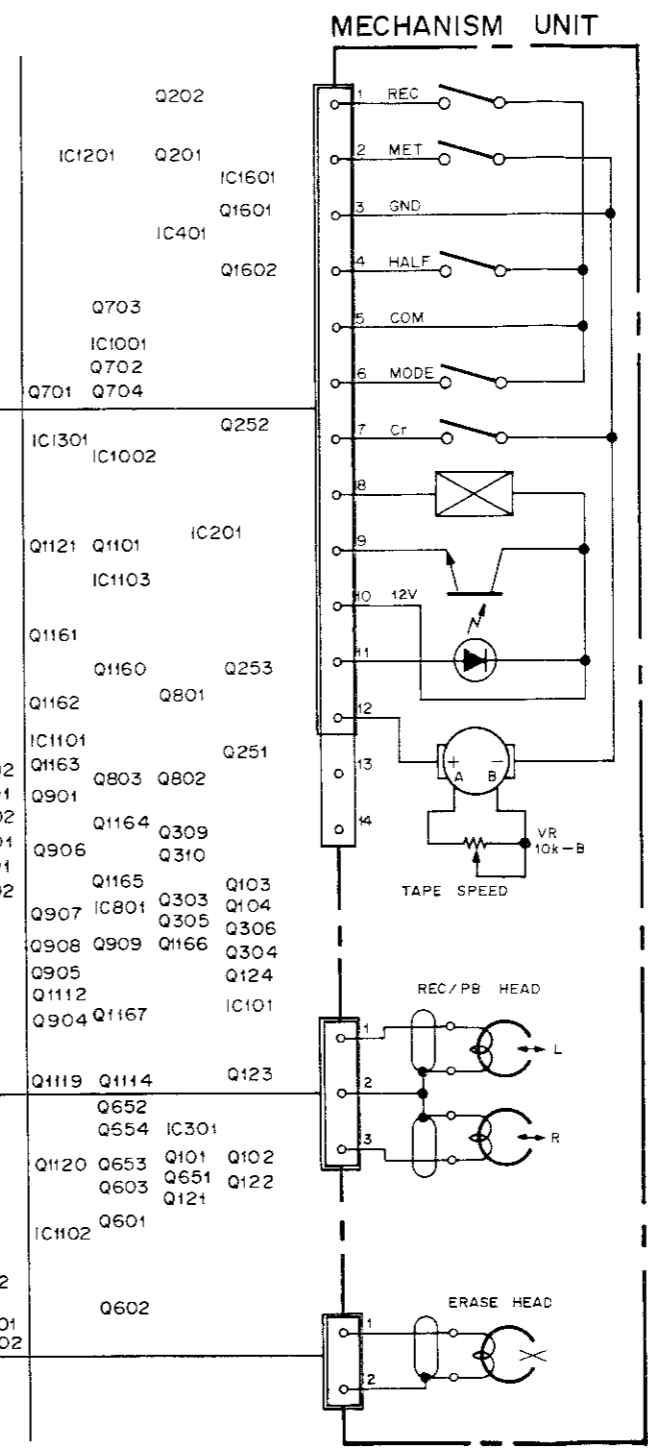 MECHANISM UNIT
Q202
1 REC
IC1201 Q201
2 MET
IC1601
Q1601
3 GND
IC401
Q1602
4 HALF
Q703
5 COM
IC1001
Q702
6 MODE
Q701 Q704
Q252
7 Cr
IC1301
IC1002
8
IC201
9
Q1121 Q1101
IC1103
10 12V
Q1161
11
Q1160 Q253
Q801
Q1162
12
IC1101
Q251
13
Q1163
+ -
A B
Q803 Q802
Q901
14
Q1164
Q309
VR
10k-B
Q906
Q310
TAPE SPEED
Q1165 Q103
IC801 Q303 Q104
Q907
Q305 Q306
Q908 Q909 Q1166
Q304
Q905 Q124
REC/PB HEAD
Q1112
IC101
Q904 Q1167
1
L
Q1119 Q1114 Q123
2
Q652
Q654 IC301
R
3
Q101 Q102
Q1120 Q653
Q651
Q603 Q122
Q121
Q601
IC1102
Q602
ERASE HEAD
1
2